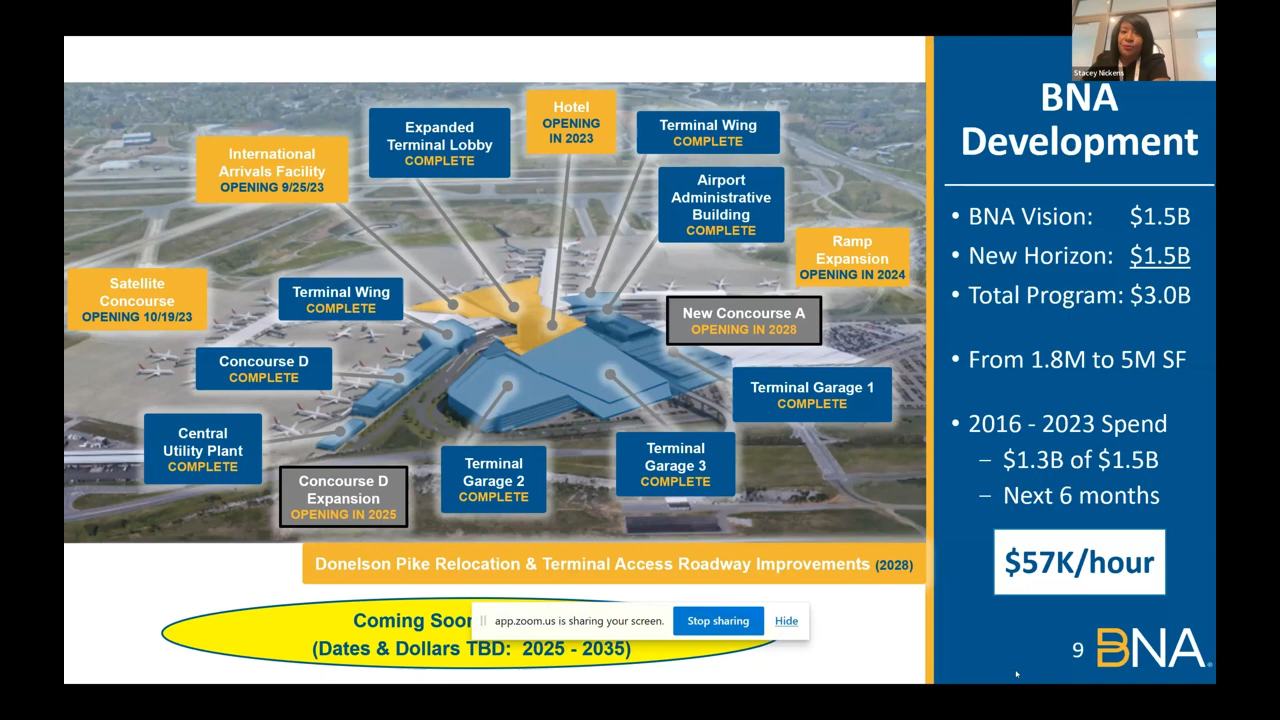 Stacey Nickens
Hotel
OPENING
IN 2023
Expanded
Terminal Lobby
COMPLETE
Terminal Wing
COMPLETE
International
Arrivals Facility
OPENING 9/25/23
Airport
Administrative
Building
COMPLETE
Ramp
Expansion
OPENING IN 2024
Satellite
Concourse
OPENING 10/19/23
Terminal Wing
COMPLETE
New Concourse A
OPENING IN 2028
Concourse D
COMPLETE
Terminal Garage 1
COMPLETE
Central
Utility Plant
COMPLETE
Terminal
Garage 3
COMPLETE
Terminal
Garage 2
COMPLETE
Concourse D
Expansion
OPENING IN 2025
Donelson Pike Relocation & Terminal Access Roadway Improvements (2028)
Coming Soon
(Dates & Dollars TBD: 2025 - 2035)
app.zoom.us is sharing your screen.
Stop sharing
Hide
BNA
Development
• BNA Vision: $1.5B
• New Horizon: $1.5B
• Total Program: $3.0B
• From 1.8M to 5M SF
• 2016 - 2023 Spend
– $1.3B of $1.5B
– Next 6 months
$57K/hour
9 BNA